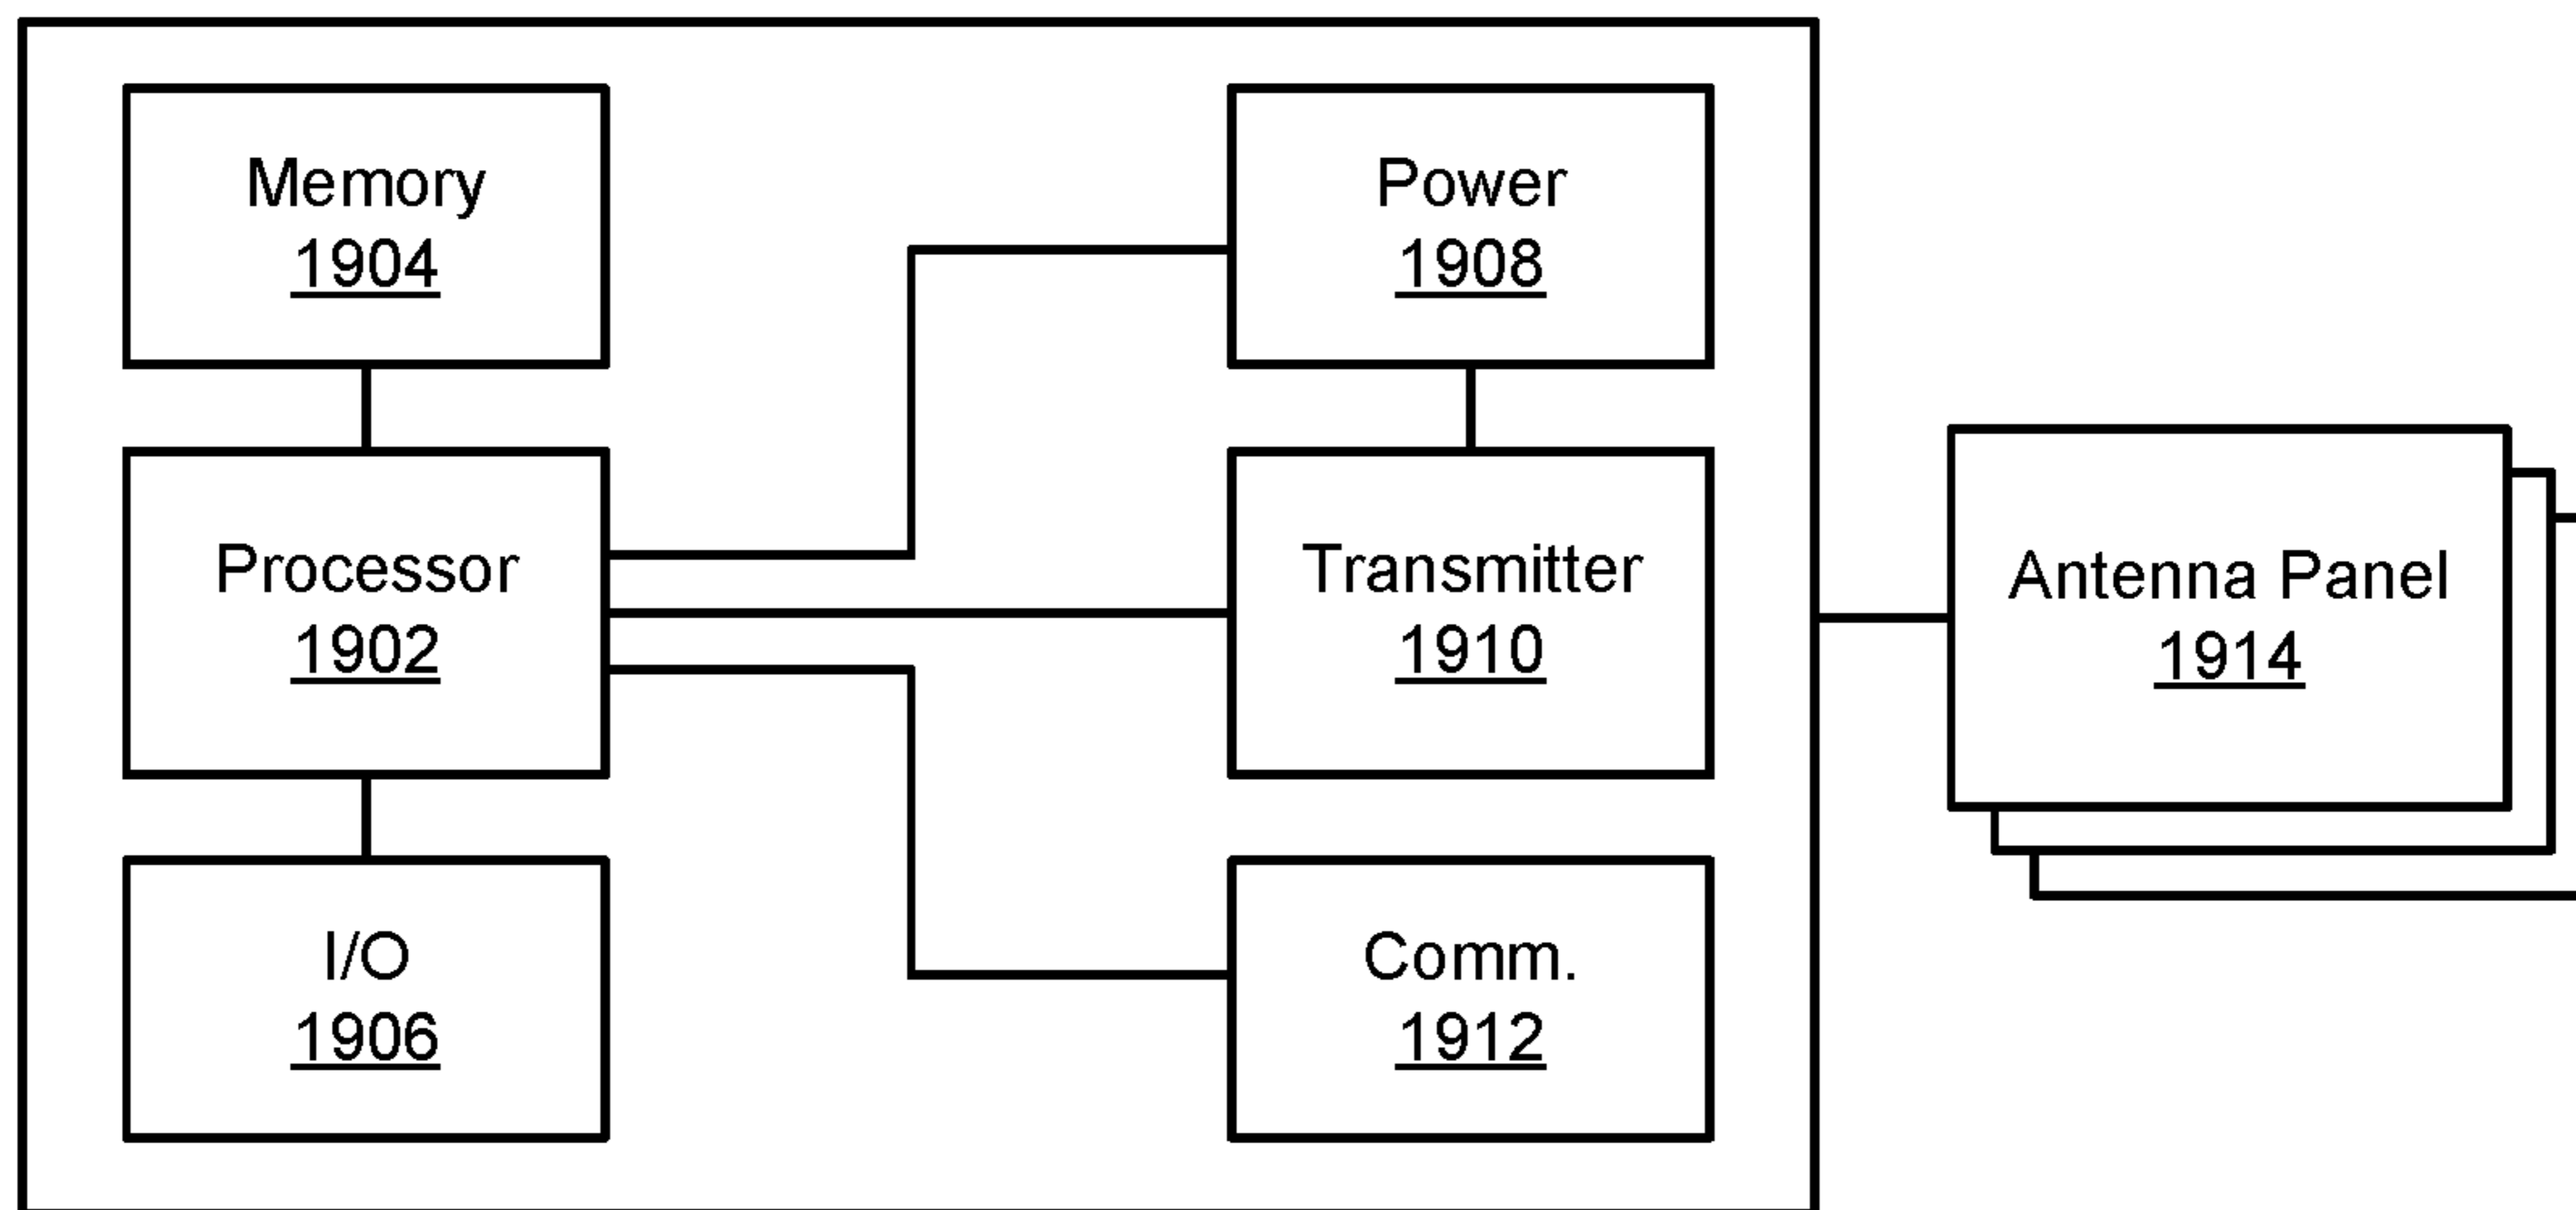 Memory
1904
Power
1908
Processor
1902
Transmitter
1910
Antenna Panel
1914
I/O
1906
Comm.
1912